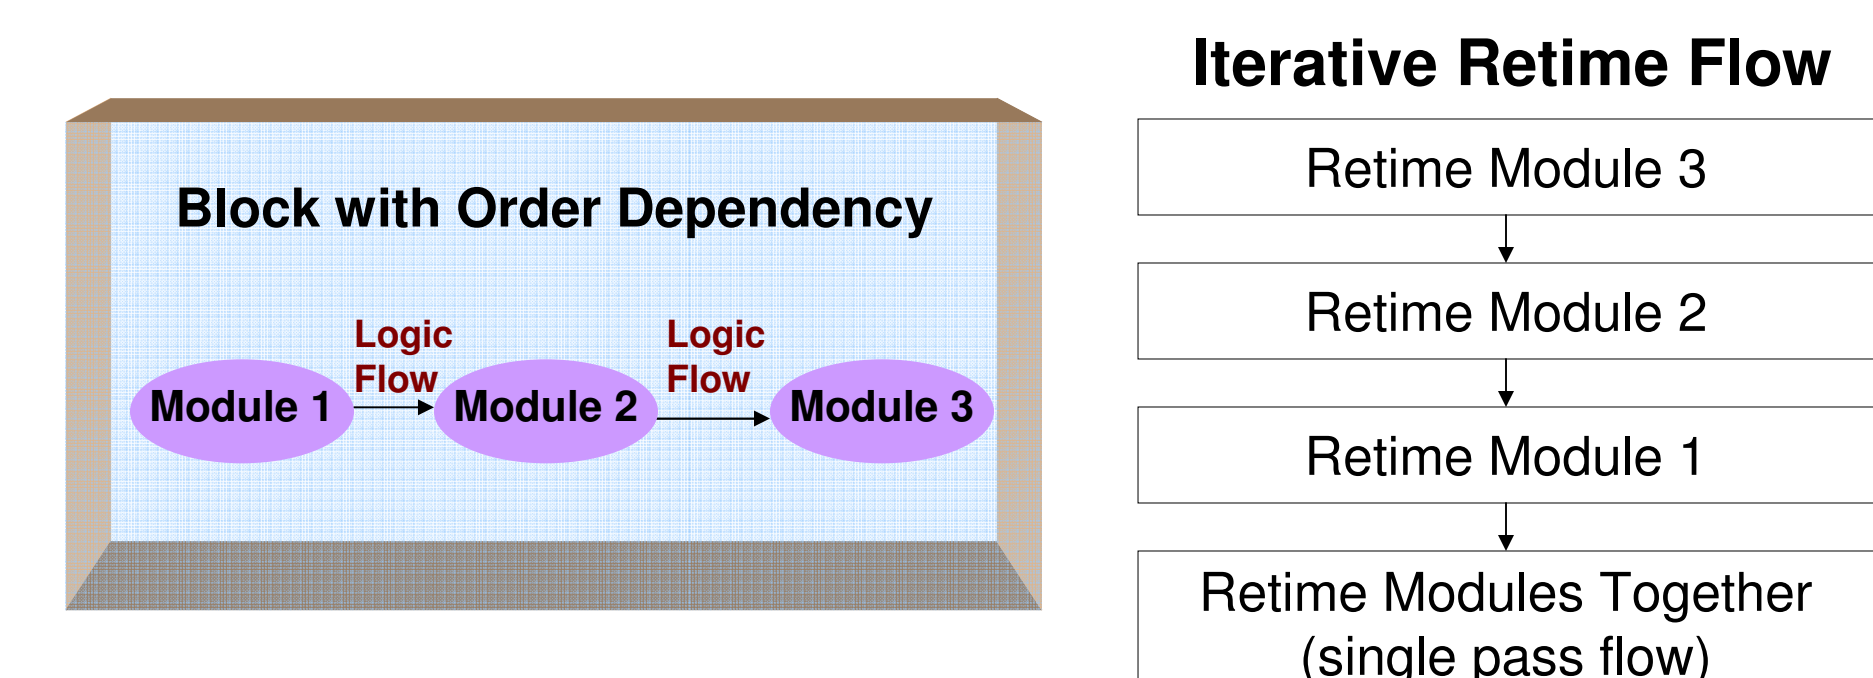 Iterative Retime Flow
Block with Order Dependency
Logic
Flow
Logic
Flow
Module 1
Module 2
Module 3
Retime Module 3
Retime Module 2
Retime Module 1
Retime Modules Together
(single pass flow)